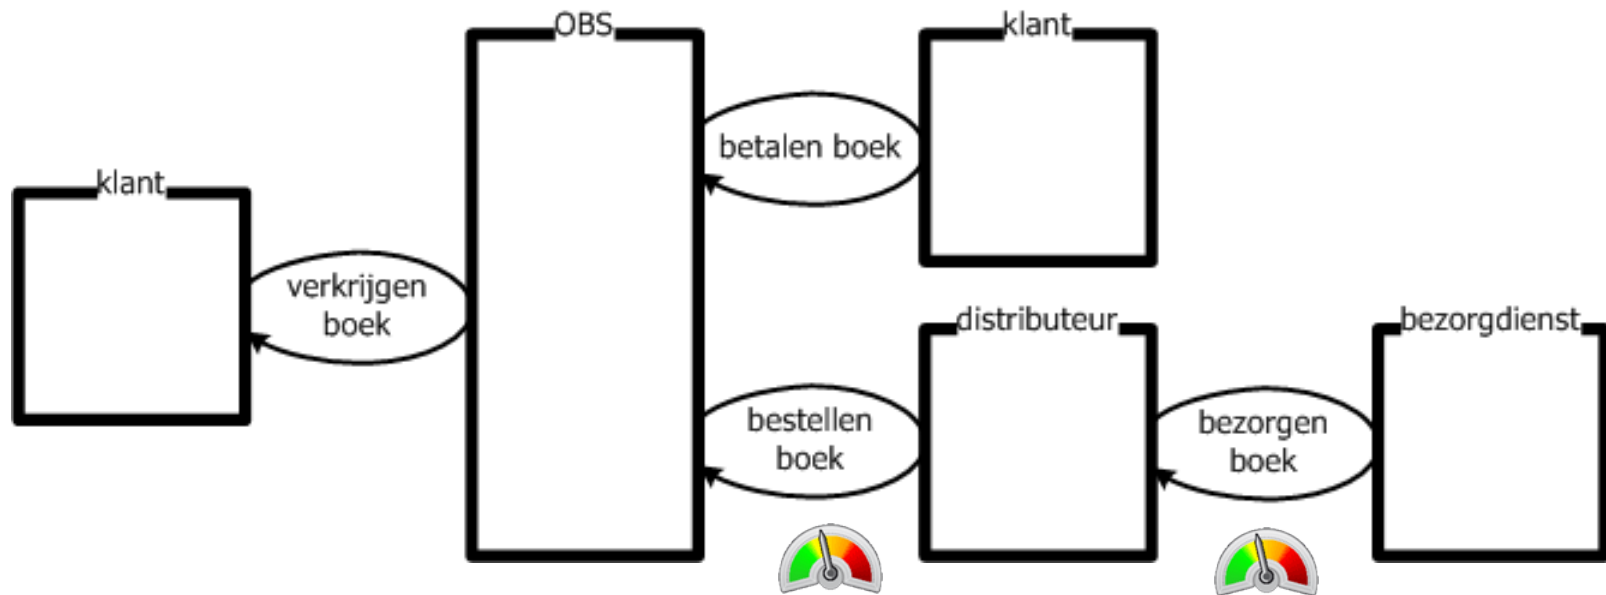 OBS
klant
betalen boek
klant
verkrijgen
boek
distributeur
bezorgdienst
bestellen
boek
bezorgen
boek